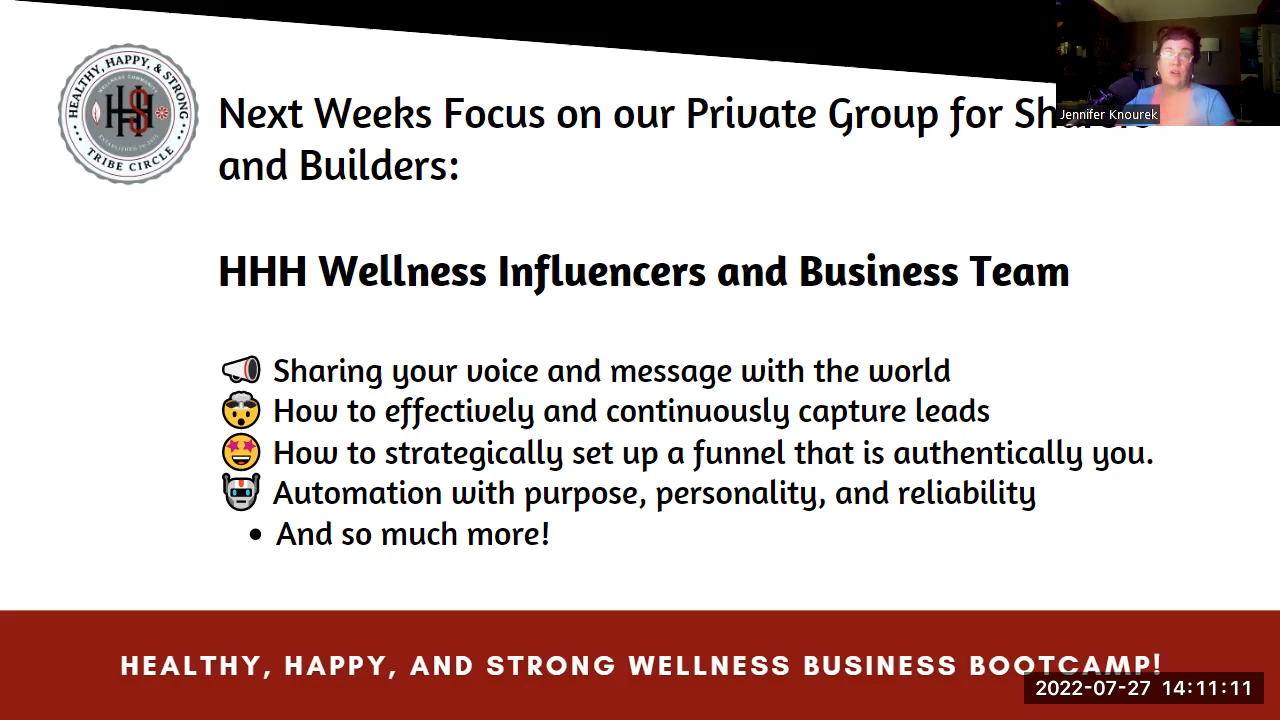 HEALTHY, HAPPY, & STRONG
WELLNESS COMMUNITY
HHS
TRIBE CIRCLE
Next Weeks Focus on our Private Group for
and Builders:
Jennifer Knourek
HHH Wellness Influencers and Business Team
Sharing your voice and message with the world
How to effectively and continuously capture leads
How to strategically set up a funnel that is authentically you.
Automation with purpose, personality, and reliability
• And so much more!
HEALTHY, HAPPY, AND STRONG WELLNESS BUSINESS BOOTCAMP!
2022-07-27 14:11:11